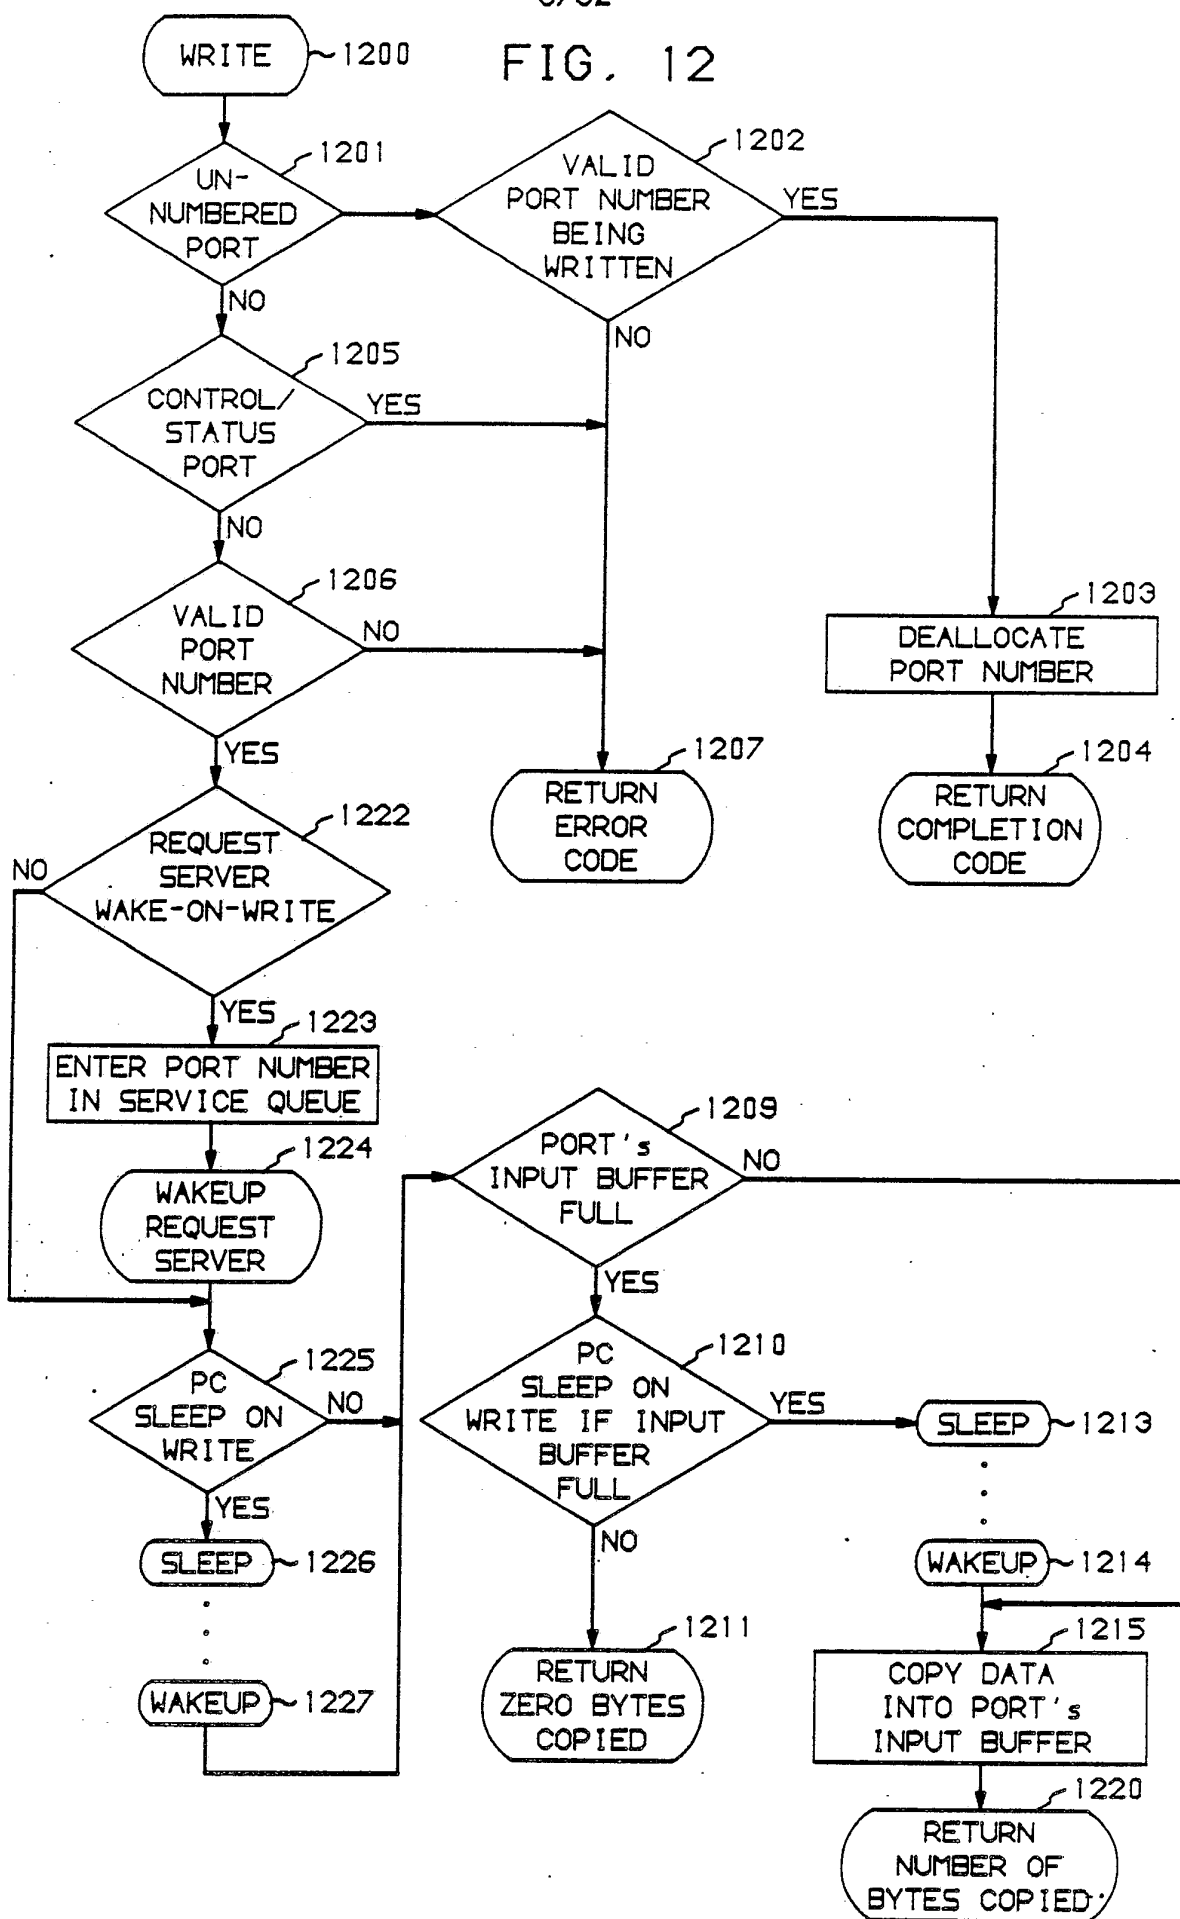 WRITE
1200
FIG. 12
1201
UN-
NUMBERED
PORT
1202
VALID
PORT NUMBER
BEING
WRITTEN
YES
NO
NO
1205
CONTROL/
STATUS
PORT
YES
NO
1206
VALID
PORT
NUMBER
NO
YES
1203
DEALLOCATE
PORT NUMBER
1207
RETURN
ERROR
CODE
1204
RETURN
COMPLETION
CODE
1222
REQUEST
SERVER
WAKE-ON-WRITE
NO
YES
1223
ENTER PORT NUMBER
IN SERVICE QUEUE
1224
WAKEUP
REQUEST
SERVER
1209
PORT's
INPUT BUFFER
FULL
NO
YES
1225
PC
SLEEP ON
WRITE
NO
YES
1210
PC
SLEEP ON
WRITE IF INPUT
BUFFER
FULL
YES
NO
SLEEP
1213
SLEEP
1226
WAKEUP
1214
WAKEUP
1227
1211
RETURN
ZERO BYTES
COPIED
1215
COPY DATA
INTO PORT's
INPUT BUFFER
1220
RETURN
NUMBER OF
BYTES COPIED